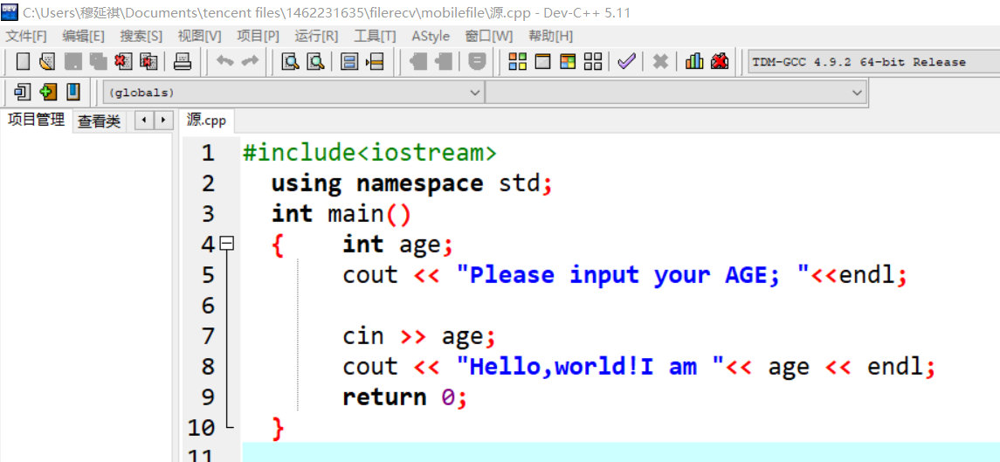 C:\Users\穆延祺\Documents\tencent files\1462231635\filerecv\mobilefile\源.cpp - Dev-C++ 5.11
文件[F] 编辑[E] 搜索[S] 视图[V] 项目[P] 运行[R] 工具[T] AStyle 窗口[W] 帮助[H]
TDM-GCC 4.9.2 64-bit Release
(globals)
项目管理 查看类 源.cpp
1 #include<iostream>
2 using namespace std;
3 int main()
4 { int age;
5 cout << "Please input your AGE; "<<endl;
6
7 cin >> age;
8 cout << "Hello,world!I am "<< age << endl;
9 return 0;
10 }
11